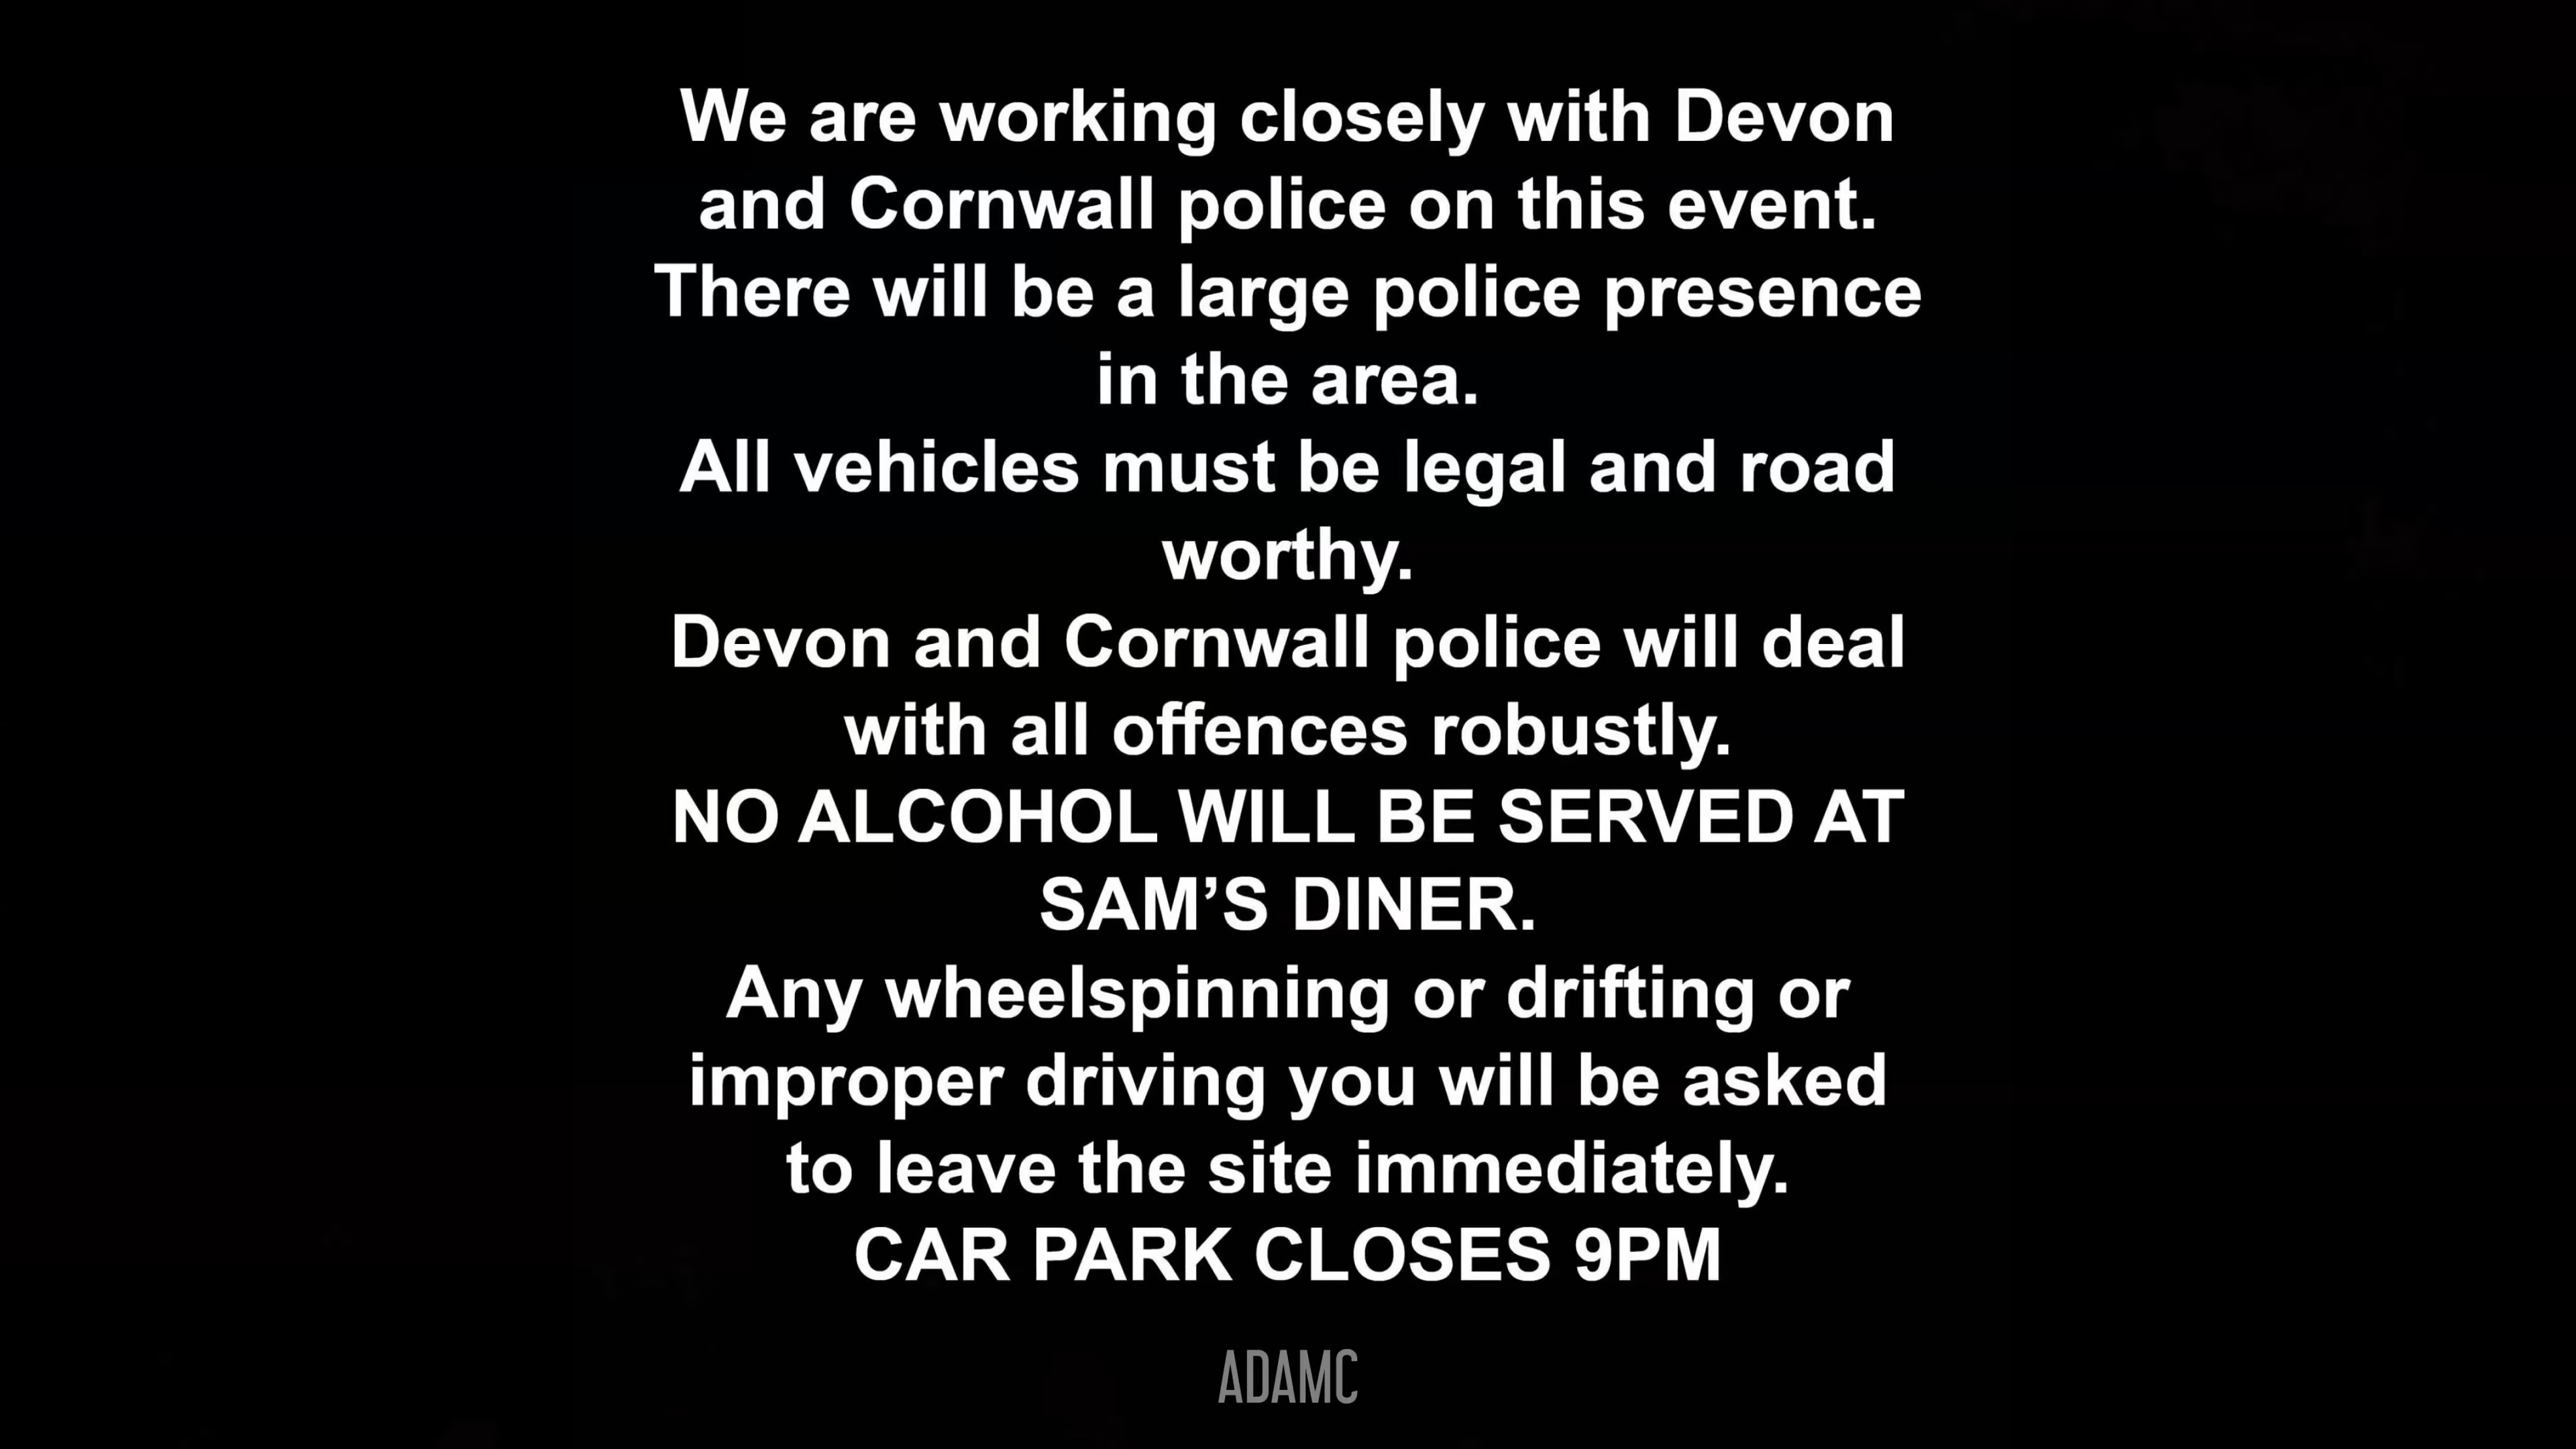 We are working closely with Devon
and Cornwall police on this event.
There will be a large police presence
in the area.
All vehicles must be legal and road
worthy.
Devon and Cornwall police will deal
with all offences robustly.
NO ALCOHOL WILL BE SERVED AT
SAM’S DINER.
Any wheelspinning or drifting or
improper driving you will be asked
to leave the site immediately.
CAR PARK CLOSES 9PM
ADAMC